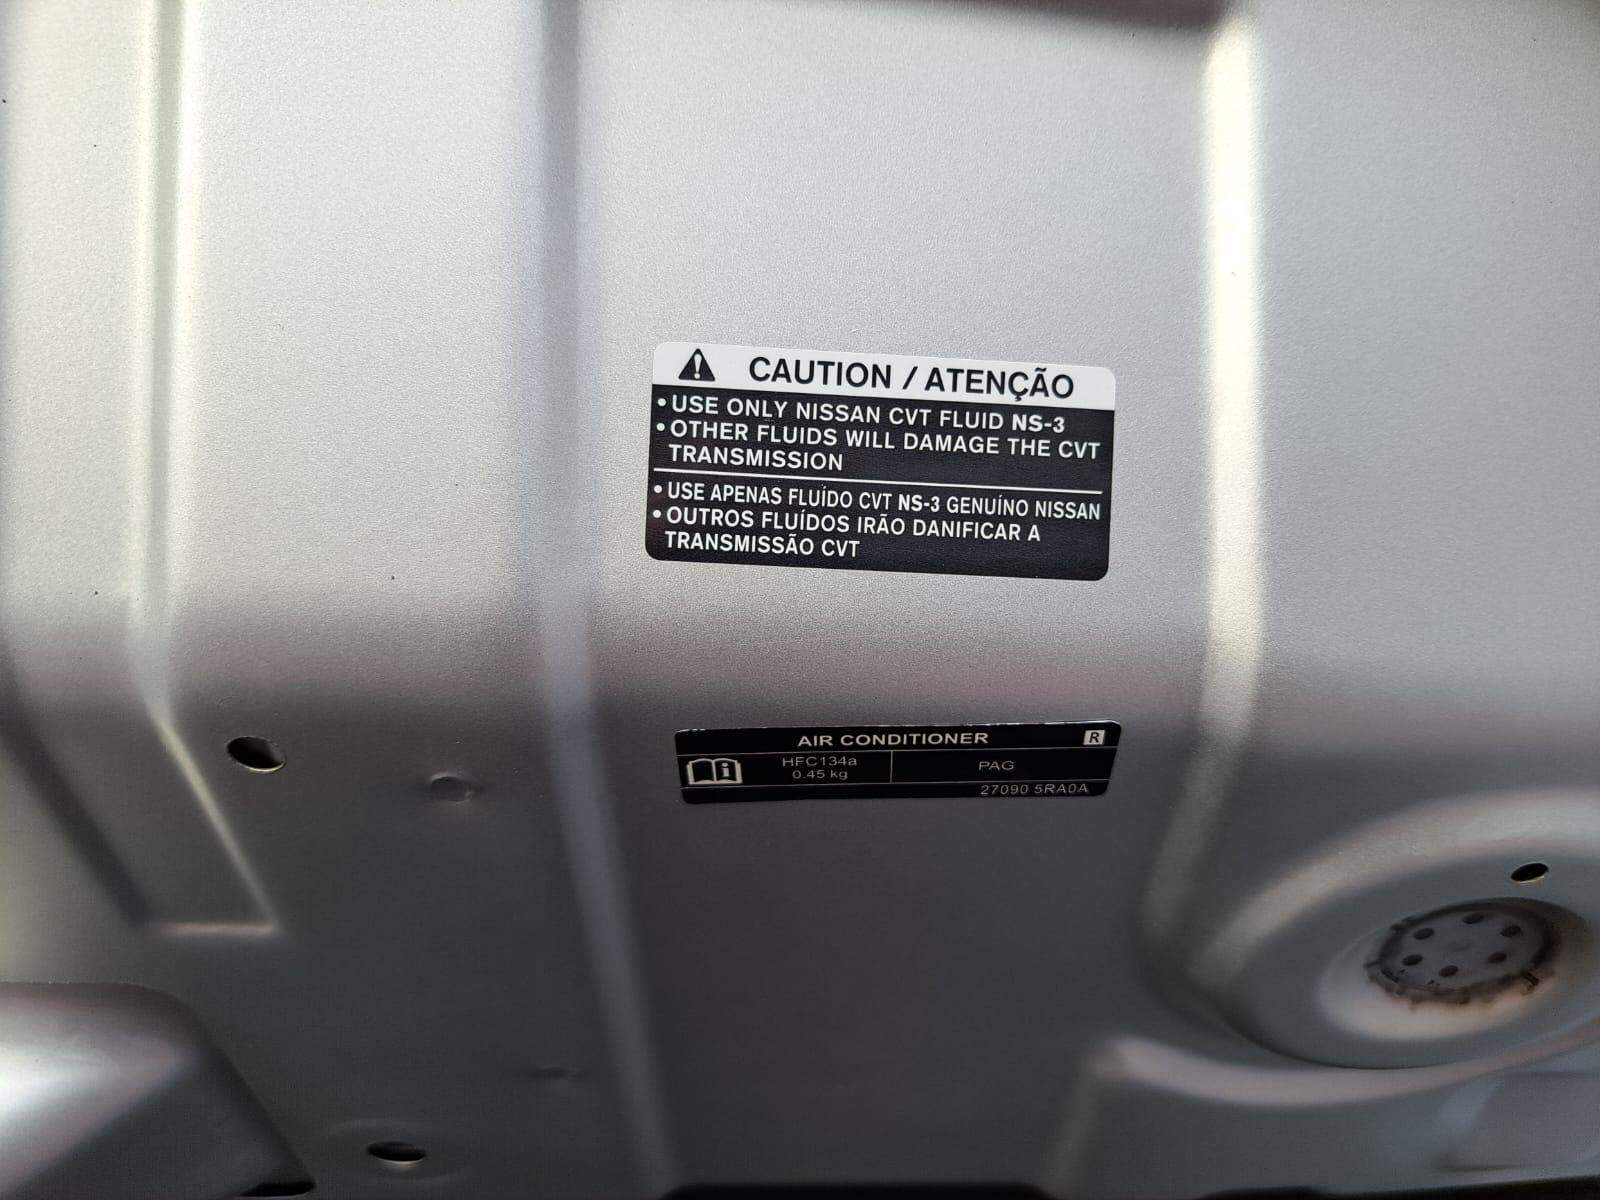 CAUTION / ATENÇÃO
• USE ONLY NISSAN CVT FLUID NS-3
• OTHER FLUIDS WILL DAMAGE THE CVT
TRANSMISSION
• USE APENAS FLUÍDO CVT NS-3 GENUÍNO NISSAN
• OUTROS FLUÍDOS IRÃO DANIFICAR A
TRANSMISSÃO CVT
AIR CONDITIONER R
HFC134a
0.45 kg
PAG
27090 5RA0A